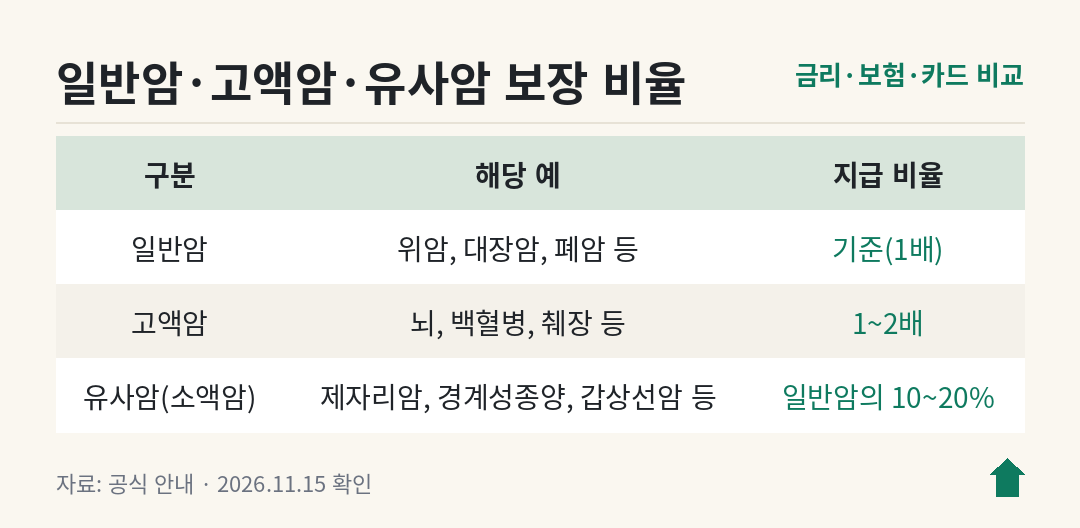 일반암·고액암·유사암 보장 비율
금리·보험·카드 비교
구분 해당 예 지급 비율
일반암 위암, 대장암, 폐암 등 기준(1배)
고액암 뇌, 백혈병, 췌장 등 1~2배
유사암(소액암) 제자리암, 경계성종양, 갑상선암 등 일반암의 10~20%
자료: 공식 안내 · 2026.11.15 확인